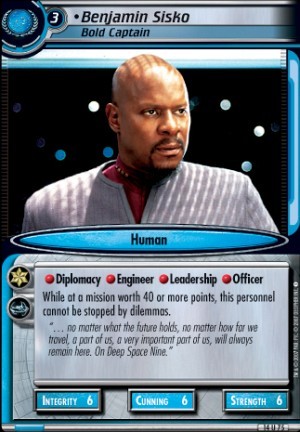 3
• Benjamin Sisko
Bold Captain
Human
Diplomacy Engineer Leadership Officer
While at a mission worth 40 or more points, this personnel
cannot be stopped by dilemmas.
“… no matter what the future holds, no matter how far we
travel, a part of us, a very important part of us, will always
remain here. On Deep Space Nine.”
Integrity 6 Cunning 6 Strength 6
14 U 75